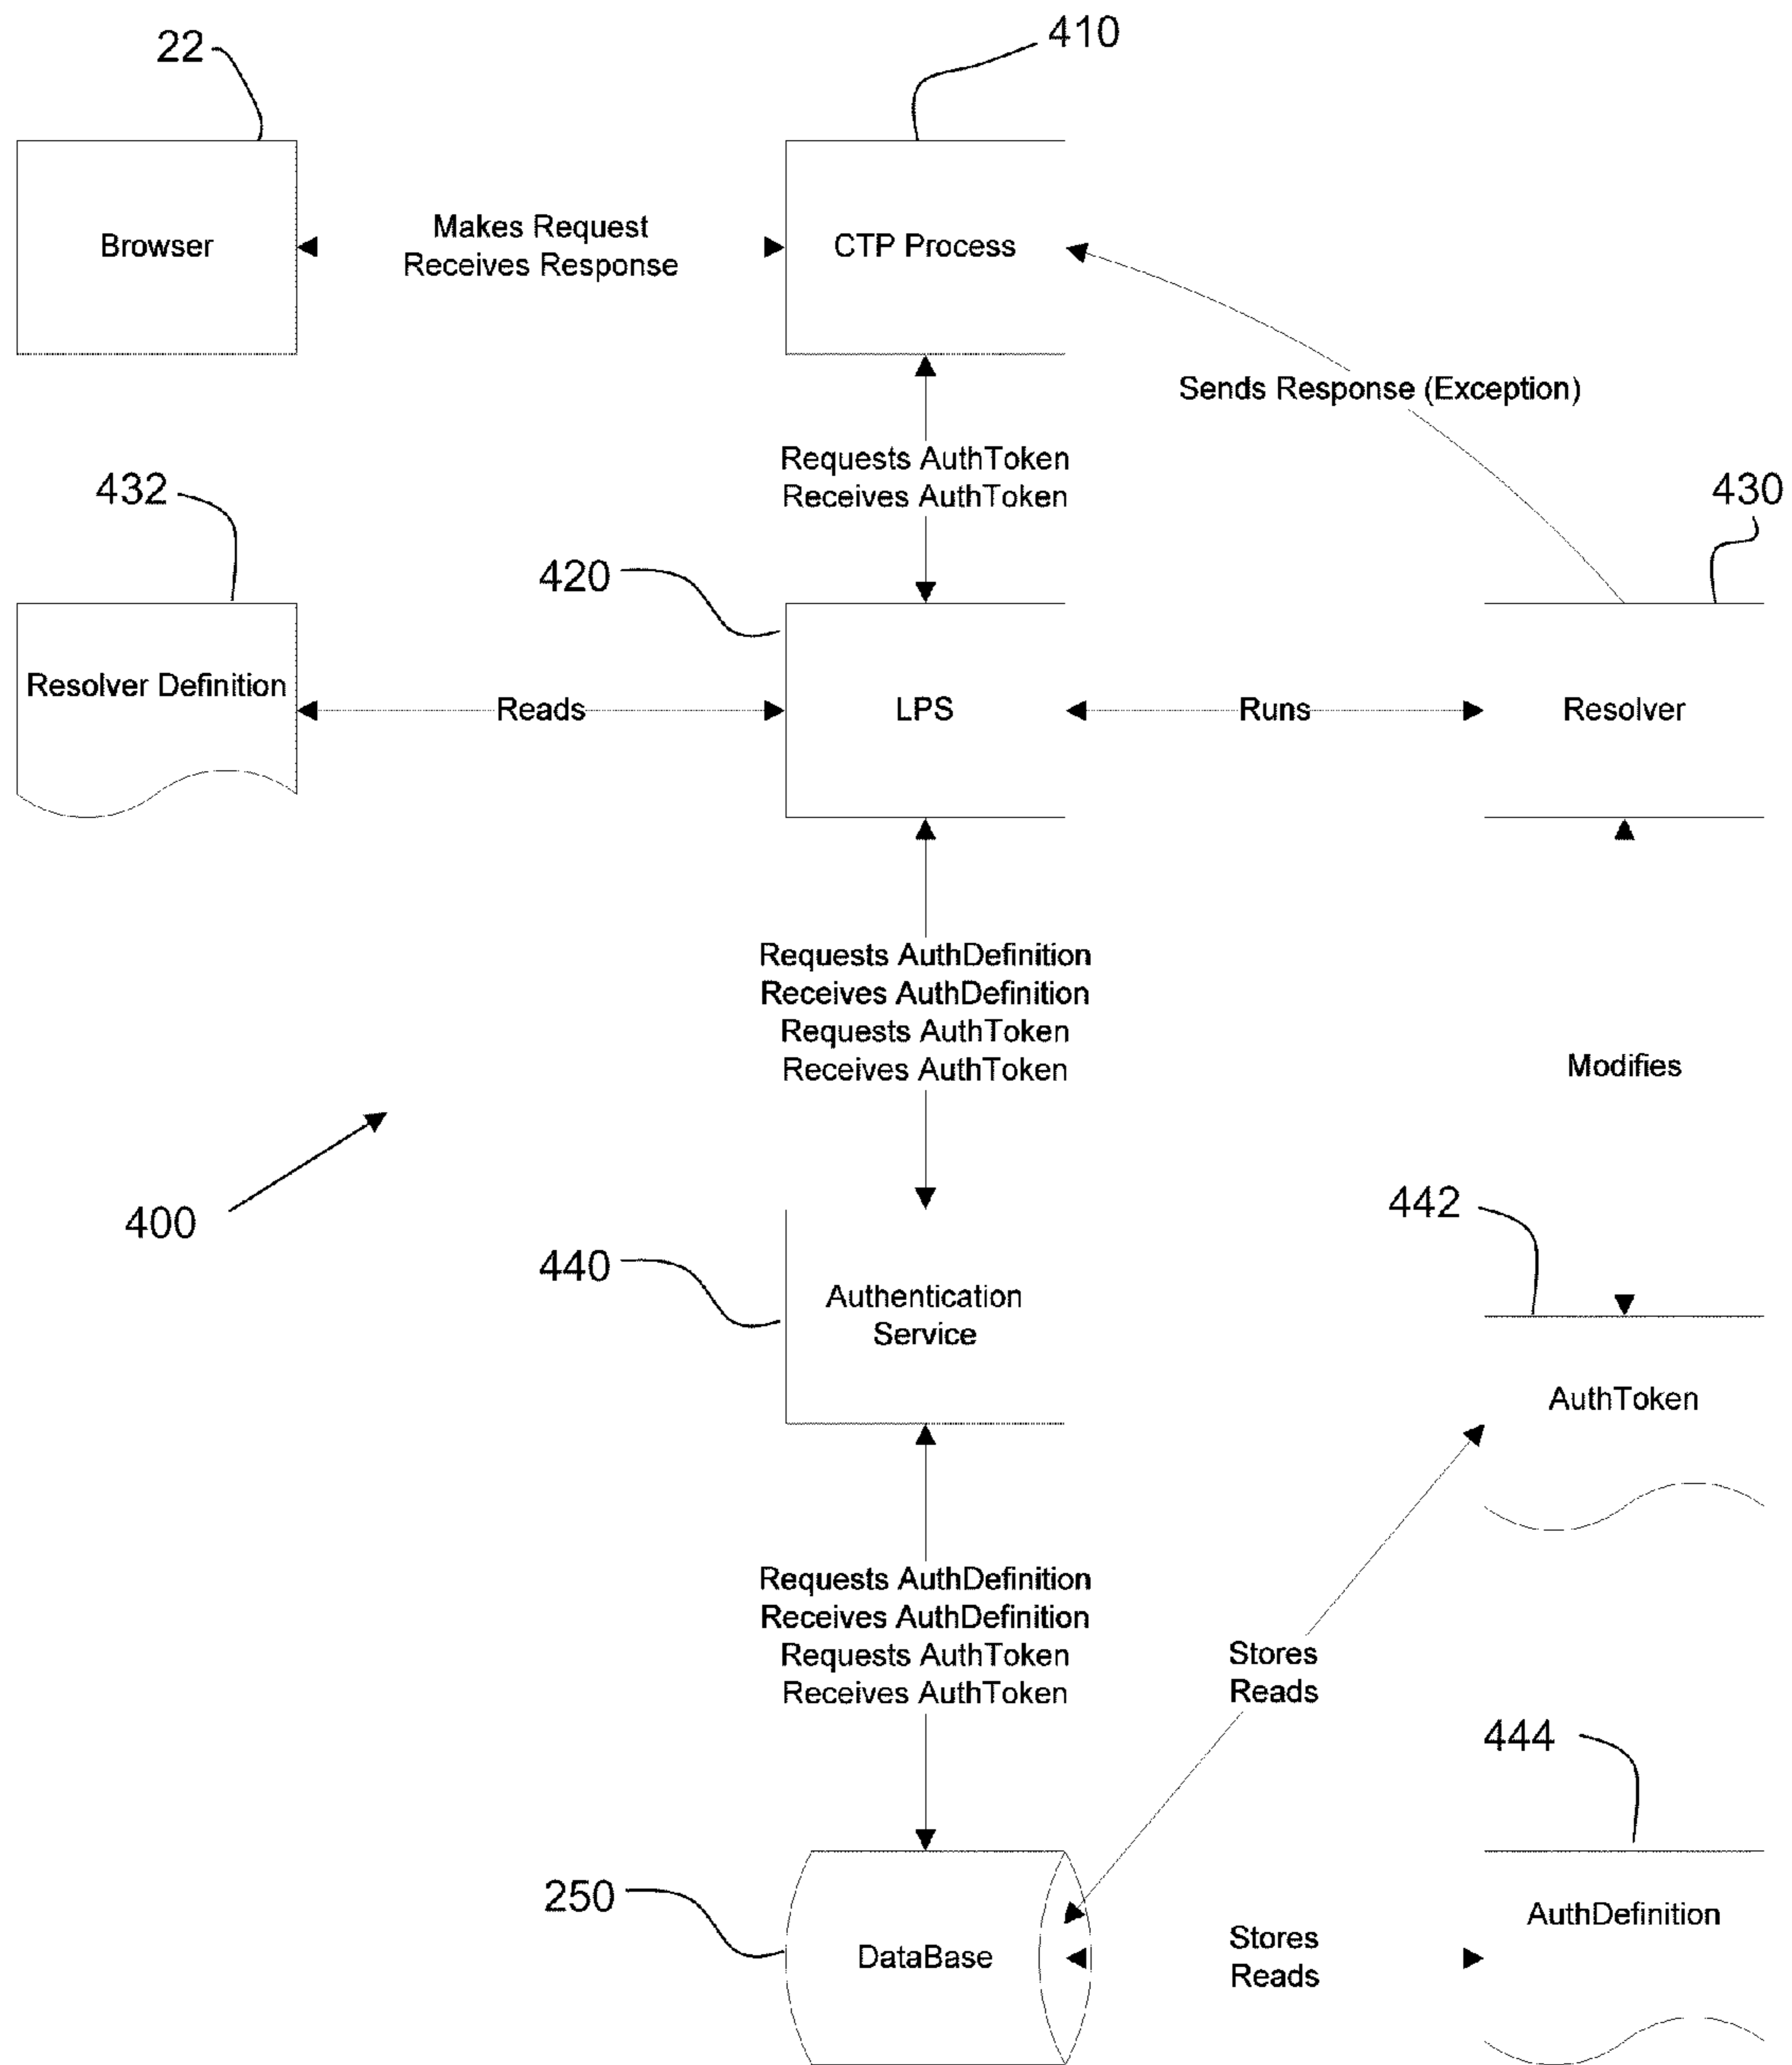 22
410
Browser
Makes Request
Receives Response
CTP Process
Sends Response (Exception)
Requests AuthToken
Receives AuthToken
432
420
430
Resolver Definition
Reads
LPS
Runs
Resolver
Requests AuthDefinition
Receives AuthDefinition
Requests AuthToken
Receives AuthToken
Modifies
400
442
440
Authentication
Service
AuthToken
Requests AuthDefinition
Receives AuthDefinition
Requests AuthToken
Receives AuthToken
Stores
Reads
444
250
DataBase
Stores
Reads
AuthDefinition